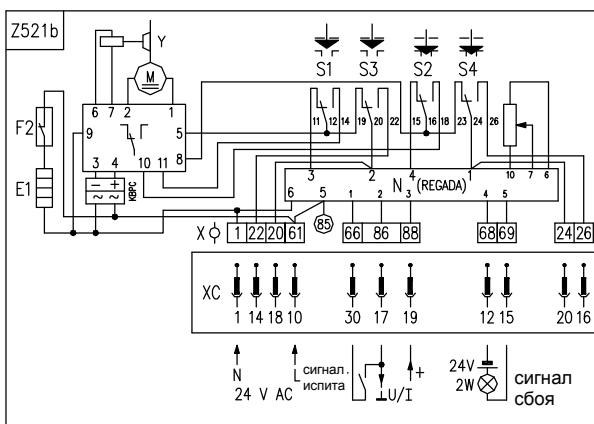 Z521b
Y
M
S1 S3 S2 S4
6 7 2 1
F2
9 5
11 12 14 19 20 22 15 16 18 23 24 26
8
3 4 10 11
3 2 4 1 10 7 6
E1
КВРС
N (REGADA)
6 5 1 2 3 4 5
85
X 1 22 20 61 66 86 88 68 69 24 26
XC
1 14 18 10 30 17 19 12 15 20 16
N L сигнал. испита
24 V AC
U/I
+
24V
2W
сигнал
сбоя